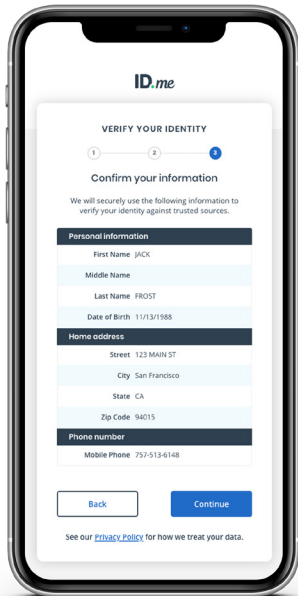 ID.me
VERIFY YOUR IDENTITY
1 2 3
Confirm your information
We will securely use the following information to
verify your identity against trusted sources.
Personal information
First Name JACK
Middle Name
Last Name FROST
Date of Birth 11/13/1988
Home address
Street 123 MAIN ST
City San Francisco
State CA
Zip Code 94015
Phone number
Mobile Phone 757-513-6148
Back Continue
See our Privacy Policy for how we treat your data.